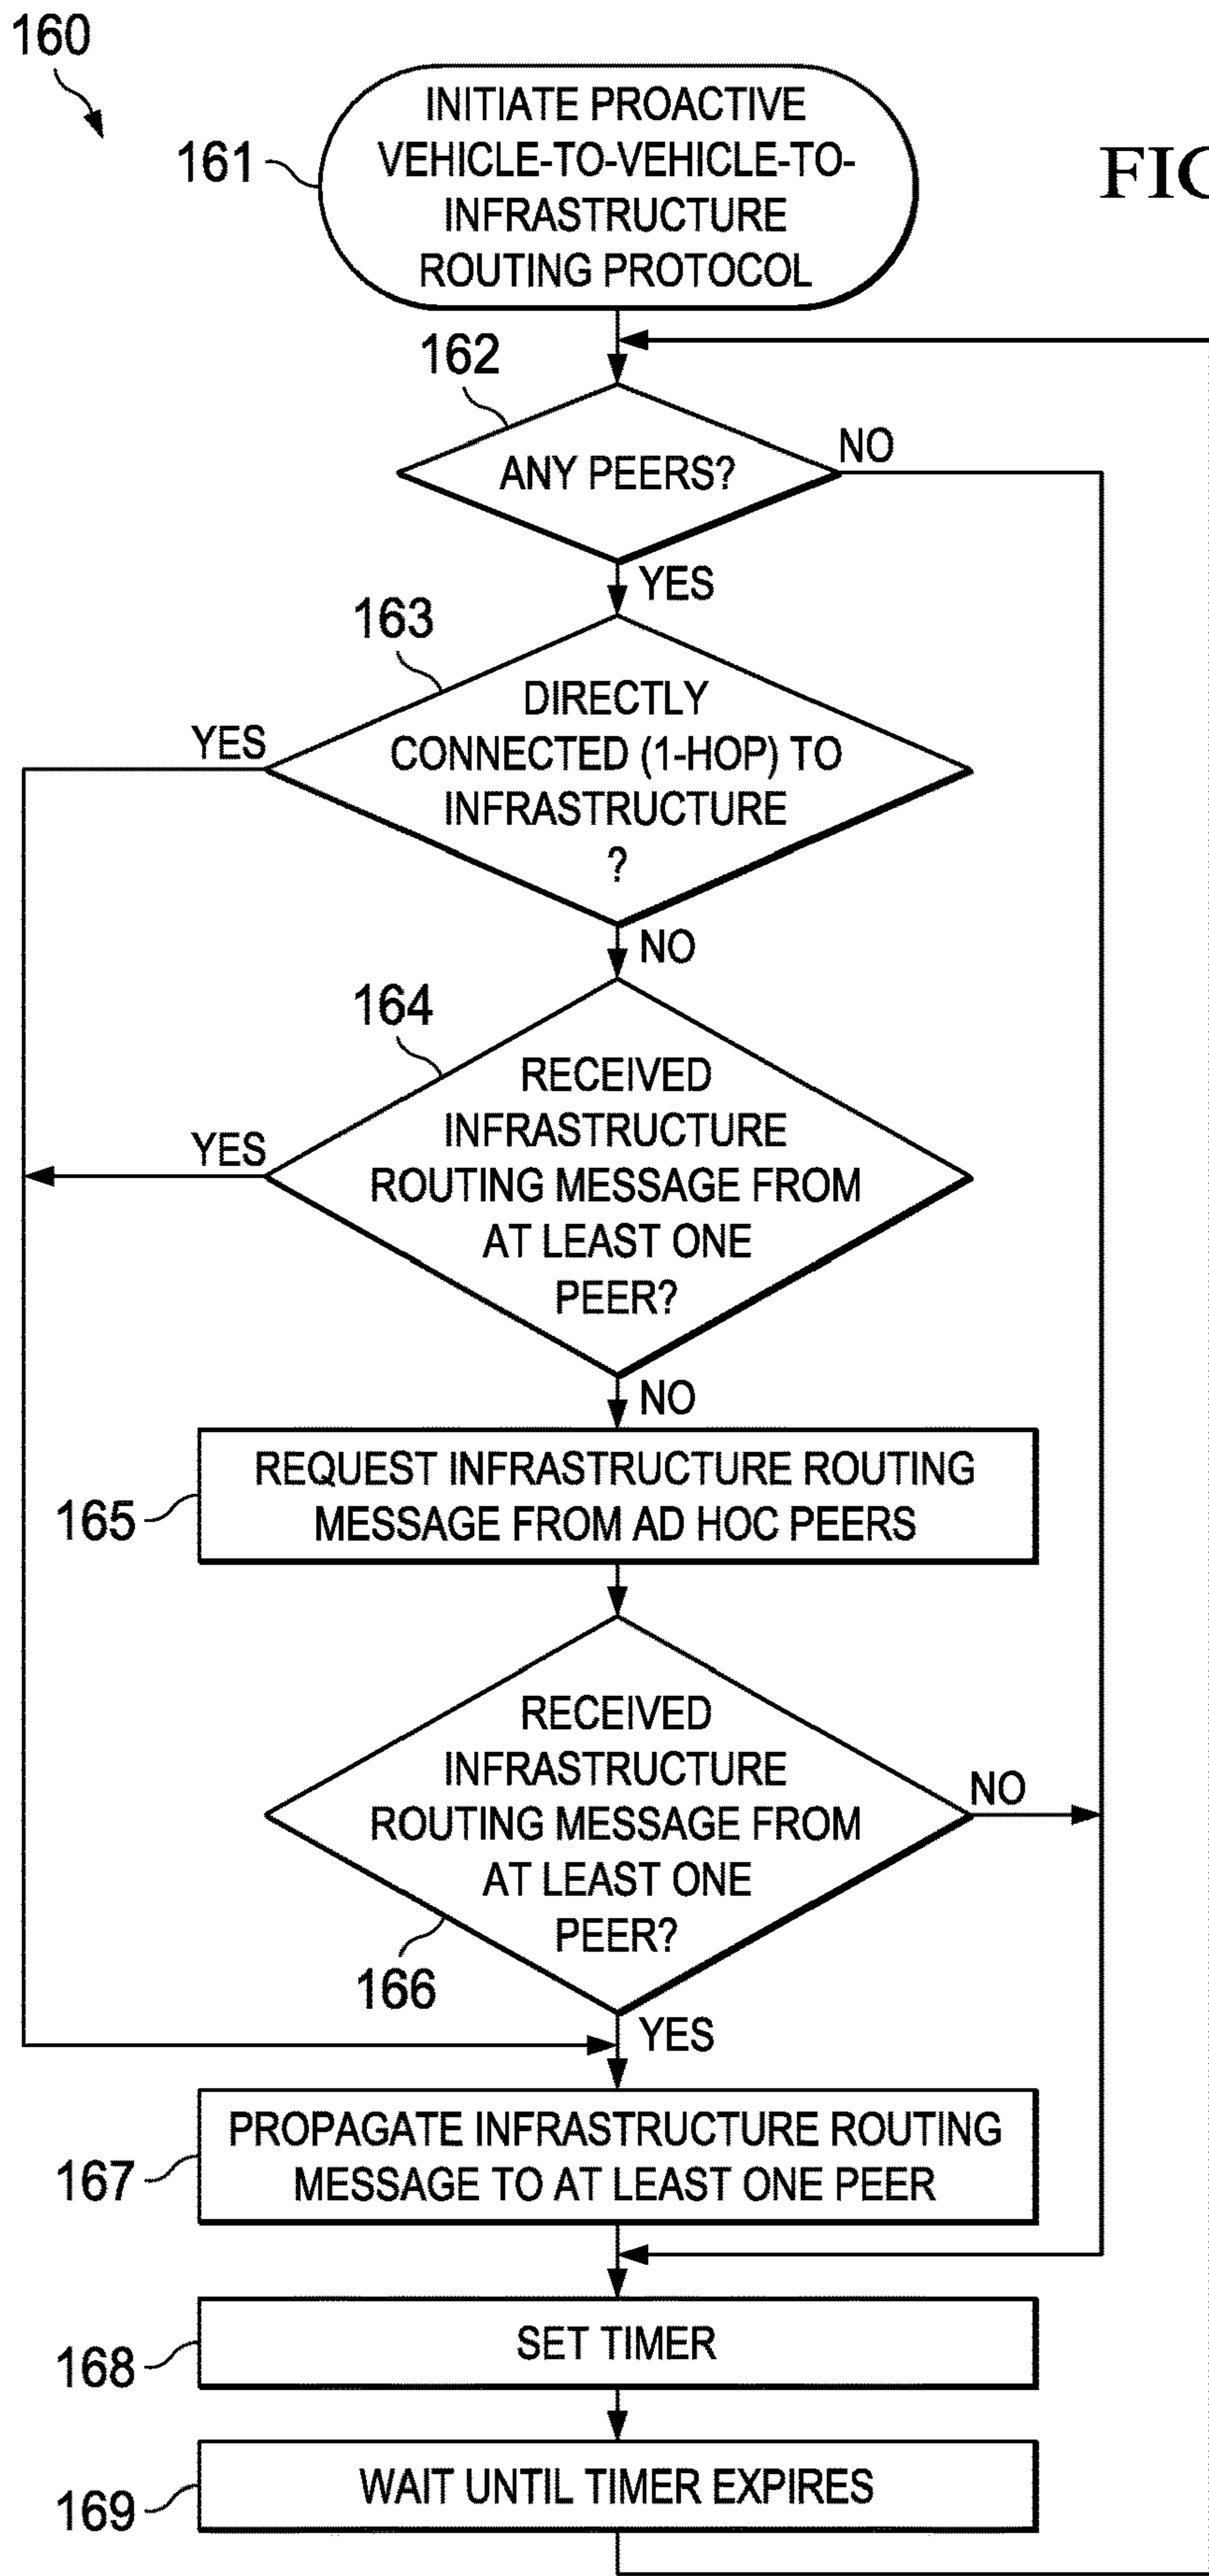 160
161
INITIATE PROACTIVE
VEHICLE-TO-VEHICLE-TO-
INFRASTRUCTURE
ROUTING PROTOCOL
FIG
162
ANY PEERS?
NO
YES
163
DIRECTLY
CONNECTED (1-HOP) TO
INFRASTRUCTURE
?
YES
NO
164
RECEIVED
INFRASTRUCTURE
ROUTING MESSAGE FROM
AT LEAST ONE
PEER?
YES
NO
165
REQUEST INFRASTRUCTURE ROUTING
MESSAGE FROM AD HOC PEERS
RECEIVED
INFRASTRUCTURE
ROUTING MESSAGE FROM
AT LEAST ONE
PEER?
NO
166
YES
167
PROPAGATE INFRASTRUCTURE ROUTING
MESSAGE TO AT LEAST ONE PEER
168
SET TIMER
169
WAIT UNTIL TIMER EXPIRES